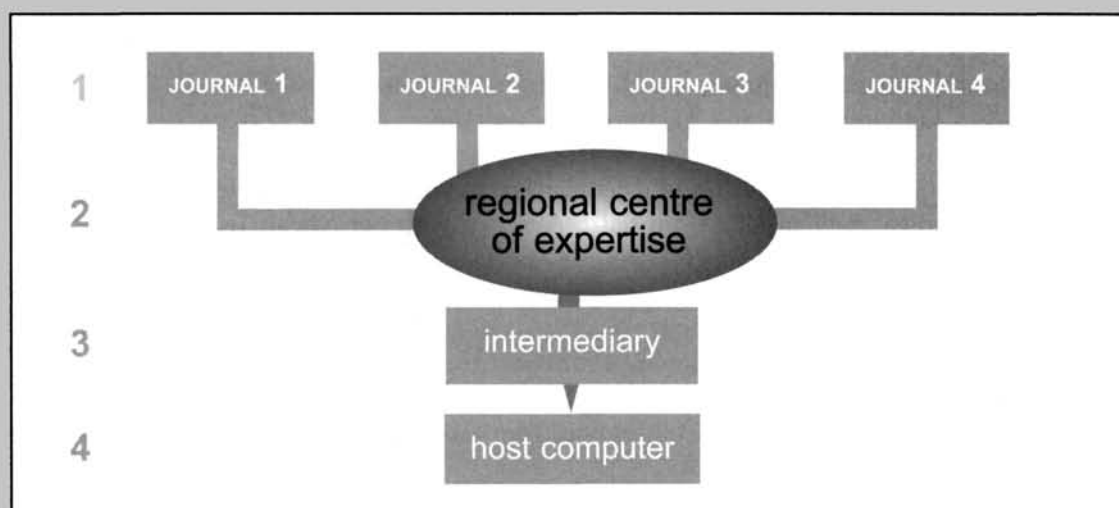 1 JOURNAL 1 JOURNAL 2 JOURNAL 3 JOURNAL 4
2 regional centre
of expertise
3 intermediary
4 host computer